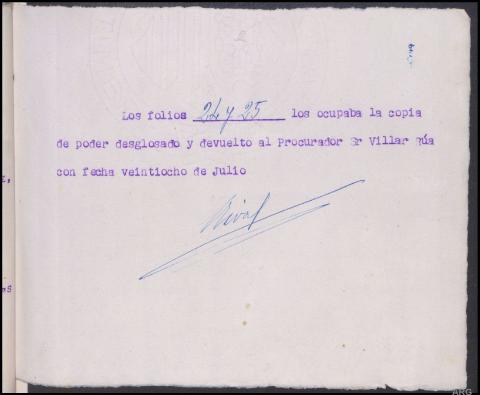 Los folios 24 y 25 los ocupaba la copia
de poder desglosado y devuelto al Procurador Sr Villar Rúa
con fecha veintiocho de Julio
ARG